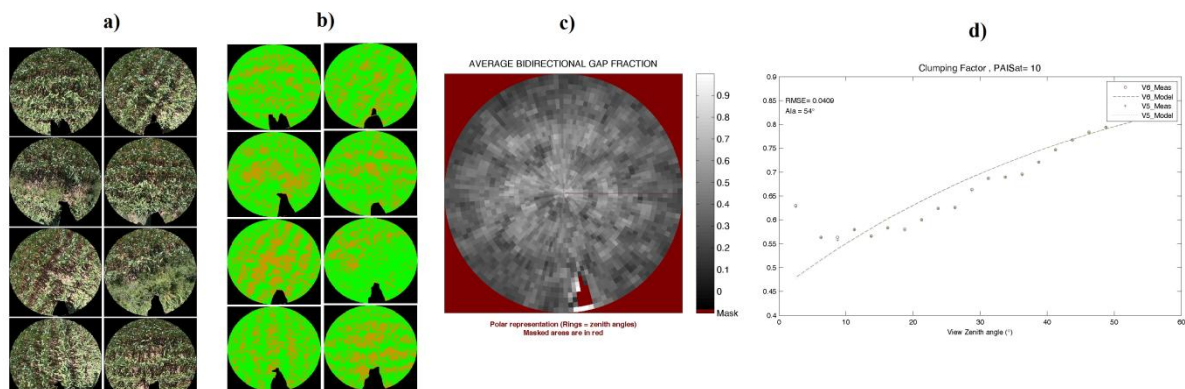 a)
b)
c)
d)
AVERAGE BIDIRECTIONAL GAP FRACTION
0.9
0.8
0.7
0.6
0.5
0.4
0.3
0.2
0.1
0
Mask
Polar representation (Rings = zenith angles)
Masked areas are in red
Clumping Factor , PAISat= 10
0.9
0.85
0.8
0.75
0.7
0.65
0.6
0.55
0.5
0.45
0.4
RMSE= 0.0409
Ala = 54°
V6_Meas
V6_Model
V5_Meas
V5_Model
0
10
20
30
40
50
60
View Zenith angle (°)